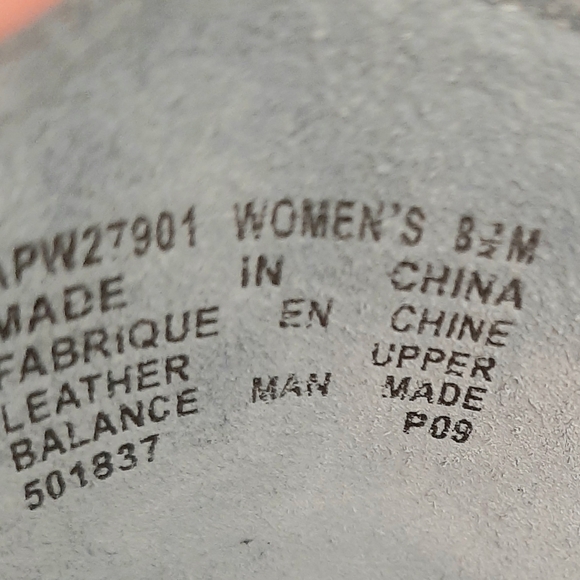 APW27901 WOMEN'S 8½M
MADE IN CHINA
FABRIQUE EN CHINE
LEATHER UPPER
BALANCE MAN MADE
501837 P09